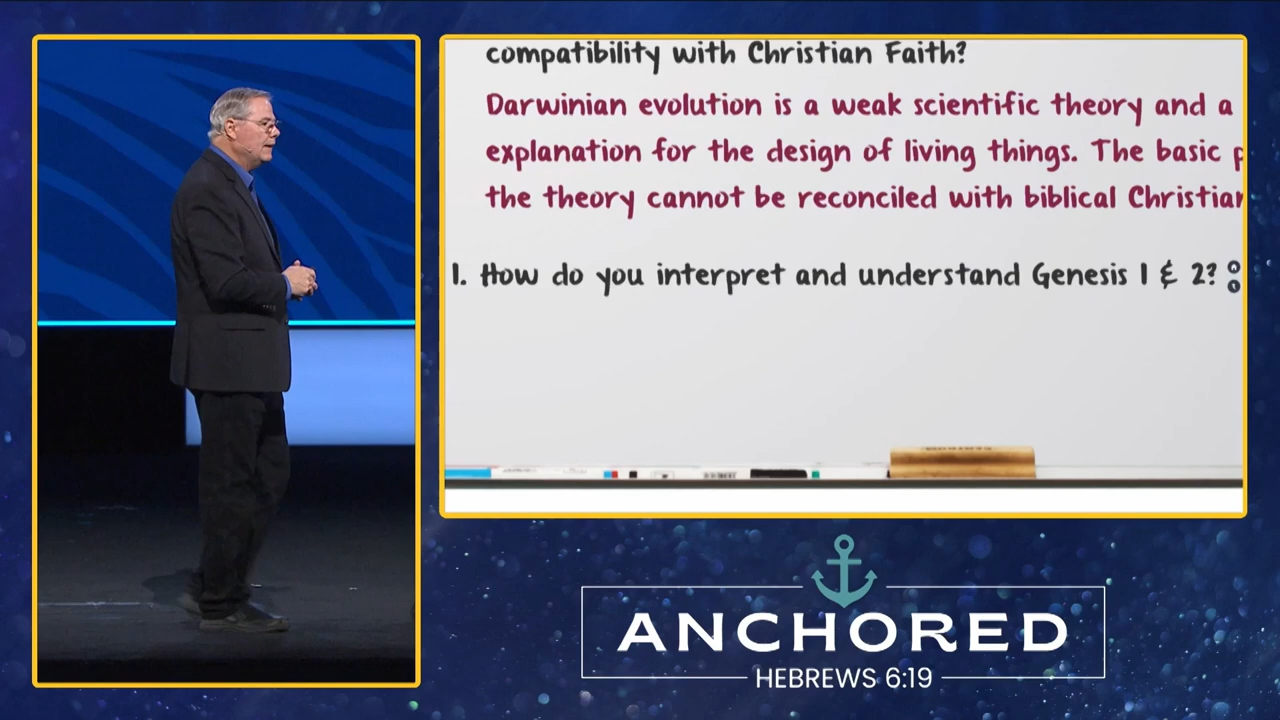 compatibility with Christian Faith?
Darwinian evolution is a weak scientific theory and a
explanation for the design of living things. The basic
the theory cannot be reconciled with biblical
1. How do you interpret and understand Genesis 1 & 2?
ANCHORED
HEBREWS 6:19